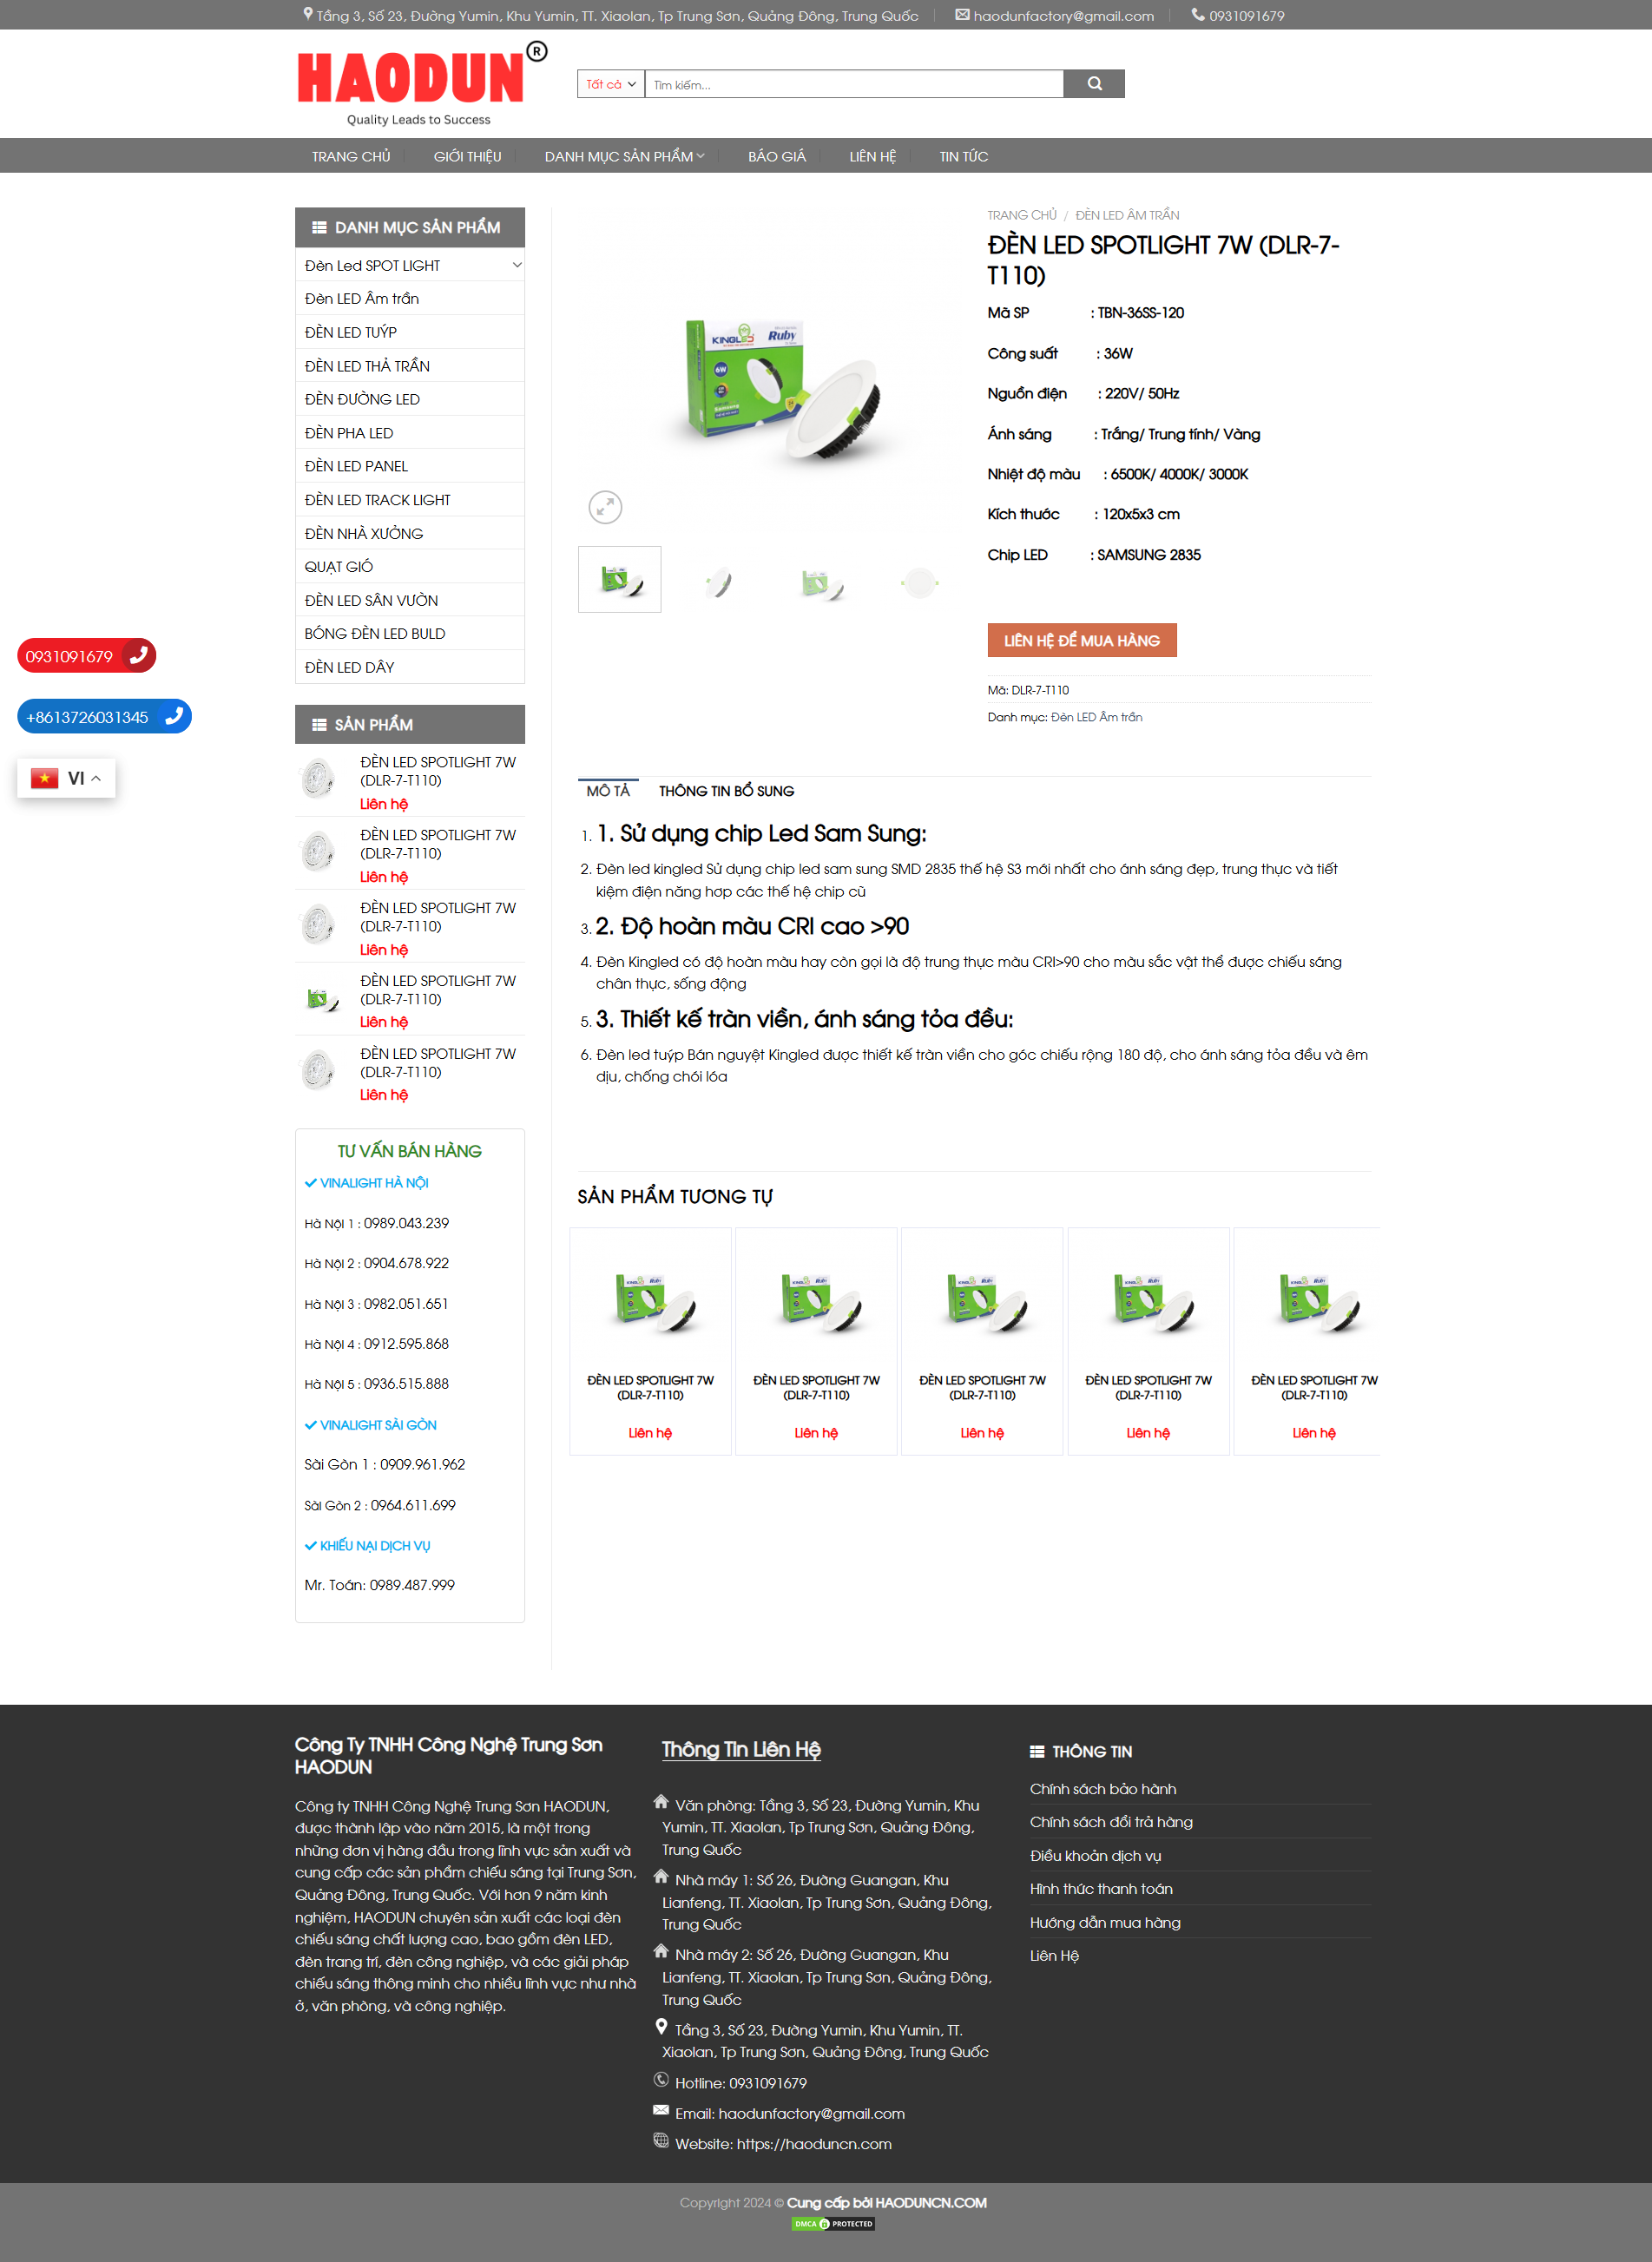 Tầng 3, Số 23, Đường Yumin, Khu Yumin, TT. Xiaolan, Tp Trung Sơn, Quảng Đông, Trung Quốc
haodunfactory@gmail.com
0931091679
HAODUN®
Quality Leads to Success
Tất cả
Tìm kiếm...
TRANG CHỦ
GIỚI THIỆU
DANH MỤC SẢN PHẨM
BÁO GIÁ
LIÊN HỆ
TIN TỨC
DANH MỤC SẢN PHẨM
Đèn Led SPOT LIGHT
Đèn LED Âm trần
ĐÈN LED TUÝP
ĐÈN LED THẢ TRẦN
ĐÈN ĐƯỜNG LED
ĐÈN PHA LED
ĐÈN LED PANEL
ĐÈN LED TRACK LIGHT
ĐÈN NHÀ XƯỞNG
QUẠT GIÓ
ĐÈN LED SÂN VƯỜN
BÓNG ĐÈN LED BULD
ĐÈN LED DÂY
0931091679
+8613726031345
VI
SẢN PHẨM
ĐÈN LED SPOTLIGHT 7W
(DLR-7-T110)
Liên hệ
ĐÈN LED SPOTLIGHT 7W
(DLR-7-T110)
Liên hệ
ĐÈN LED SPOTLIGHT 7W
(DLR-7-T110)
Liên hệ
ĐÈN LED SPOTLIGHT 7W
(DLR-7-T110)
Liên hệ
ĐÈN LED SPOTLIGHT 7W
(DLR-7-T110)
Liên hệ
TƯ VẤN BÁN HÀNG
VINALIGHT HÀ NỘI
Hà Nội 1 : 0989.043.239
Hà Nội 2 : 0904.678.922
Hà Nội 3 : 0982.051.651
Hà Nội 4 : 0912.595.868
Hà Nội 5 : 0936.515.888
VINALIGHT SÀI GÒN
Sài Gòn 1 : 0909.961.962
Sài Gòn 2 : 0964.611.699
KHIẾU NẠI DỊCH VỤ
Mr. Toán: 0989.487.999
KINGLED
Ruby
6W
Samsung
TRANG CHỦ / ĐÈN LED ÂM TRẦN
ĐÈN LED SPOTLIGHT 7W (DLR-7-
T110)
Mã SP : TBN-36SS-120
Công suất : 36W
Nguồn điện : 220V/ 50Hz
Ánh sáng : Trắng/ Trung tính/ Vàng
Nhiệt độ màu : 6500K/ 4000K/ 3000K
Kích thước : 120x5x3 cm
Chip LED : SAMSUNG 2835
LIÊN HỆ ĐỂ MUA HÀNG
Mã: DLR-7-T110
Danh mục: Đèn LED Âm trần
MÔ TẢ
THÔNG TIN BỔ SUNG
1. 1. Sử dụng chip Led Sam Sung:
2. Đèn led kingled Sử dụng chip led sam sung SMD 2835 thế hệ S3 mới nhất cho ánh sáng đẹp, trung thực và tiết
kiệm điện năng hơp các thế hệ chip cũ
3. 2. Độ hoàn màu CRI cao >90
4. Đèn Kingled có độ hoàn màu hay còn gọi là độ trung thực màu CRI>90 cho màu sắc vật thể được chiếu sáng
chân thực, sống động
5. 3. Thiết kế tràn viền, ánh sáng tỏa đều:
6. Đèn led tuýp Bán nguyệt Kingled được thiết kế tràn viền cho góc chiếu rộng 180 độ, cho ánh sáng tỏa đều và êm
dịu, chống chói lóa
SẢN PHẨM TƯƠNG TỰ
ĐÈN LED SPOTLIGHT 7W
(DLR-7-T110)
Liên hệ
ĐÈN LED SPOTLIGHT 7W
(DLR-7-T110)
Liên hệ
ĐÈN LED SPOTLIGHT 7W
(DLR-7-T110)
Liên hệ
ĐÈN LED SPOTLIGHT 7W
(DLR-7-T110)
Liên hệ
ĐÈN LED SPOTLIGHT 7W
(DLR-7-T110)
Liên hệ
Công Ty TNHH Công Nghệ Trung Sơn
HAODUN
Công ty TNHH Công Nghệ Trung Sơn HAODUN,
được thành lập vào năm 2015, là một trong
những đơn vị hàng đầu trong lĩnh vực sản xuất và
cung cấp các sản phẩm chiếu sáng tại Trung Sơn,
Quảng Đông, Trung Quốc. Với hơn 9 năm kinh
nghiệm, HAODUN chuyên sản xuất các loại đèn
chiếu sáng chất lượng cao, bao gồm đèn LED,
đèn trang trí, đèn công nghiệp, và các giải pháp
chiếu sáng thông minh cho nhiều lĩnh vực như nhà
ở, văn phòng, và công nghiệp.
Thông Tin Liên Hệ
Văn phòng: Tầng 3, Số 23, Đường Yumin, Khu
Yumin, TT. Xiaolan, Tp Trung Sơn, Quảng Đông,
Trung Quốc
Nhà máy 1: Số 26, Đường Guangan, Khu
Lianfeng, TT. Xiaolan, Tp Trung Sơn, Quảng Đông,
Trung Quốc
Nhà máy 2: Số 26, Đường Guangan, Khu
Lianfeng, TT. Xiaolan, Tp Trung Sơn, Quảng Đông,
Trung Quốc
Tầng 3, Số 23, Đường Yumin, Khu Yumin, TT.
Xiaolan, Tp Trung Sơn, Quảng Đông, Trung Quốc
Hotline: 0931091679
Email: haodunfactory@gmail.com
Website: https://haoduncn.com
THÔNG TIN
Chính sách bảo hành
Chính sách đổi trả hàng
Điều khoản dịch vụ
Hình thức thanh toán
Hướng dẫn mua hàng
Liên Hệ
Copyright 2024 © Cung cấp bởi HAODUNCN.COM
DMCA PROTECTED